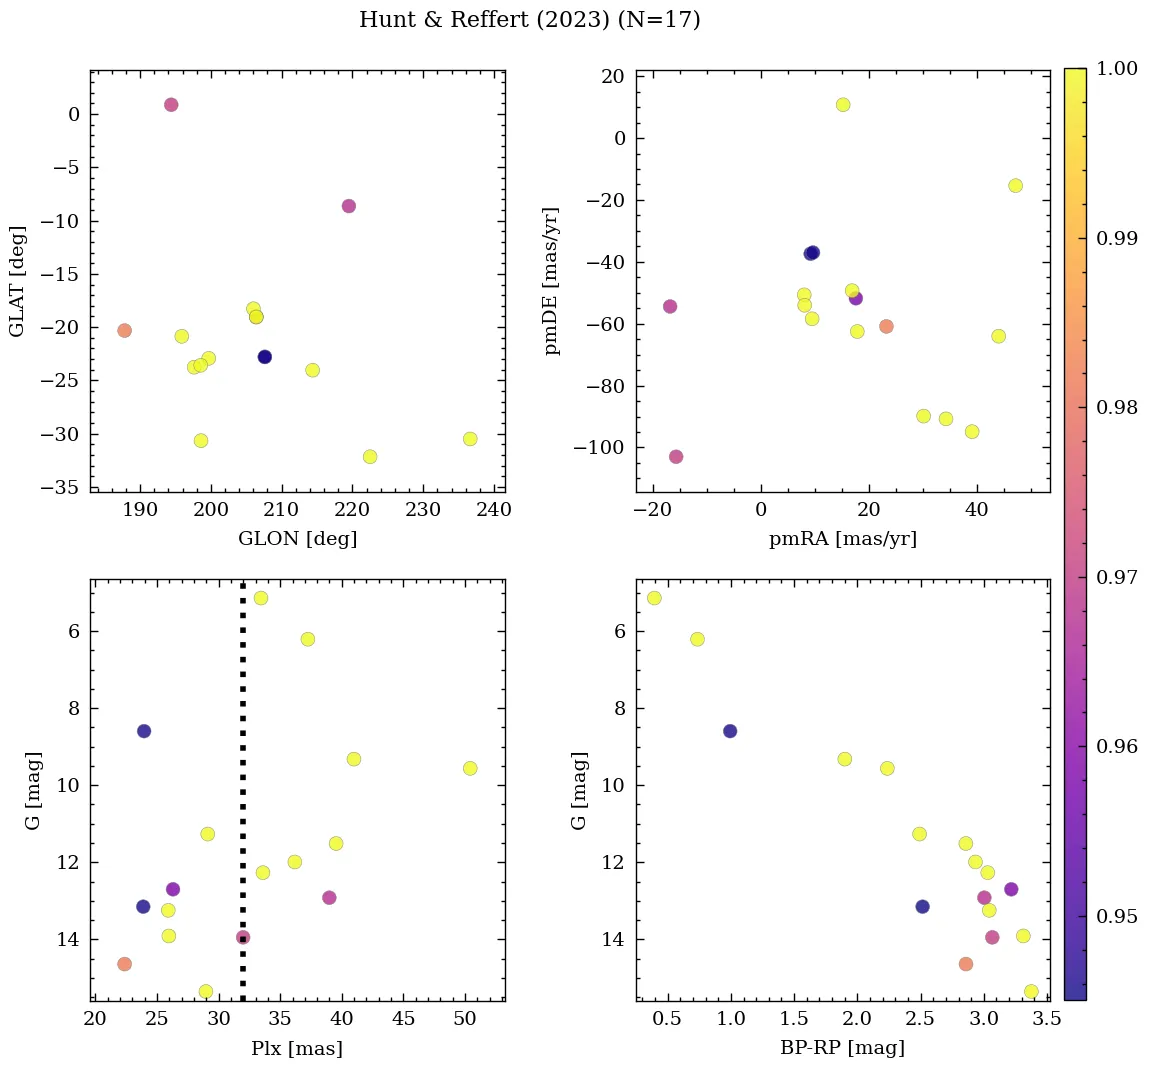 Hunt & Reffert (2023) (N=17)
0
−5
−10
−15
−20
−25
−30
−35
GLAT [deg]
190 200 210 220 230 240
GLON [deg]
20
0
−20
−40
−60
−80
−100
pmDE [mas/yr]
−20 0 20 40
pmRA [mas/yr]
6
8
10
12
14
G [mag]
20 25 30 35 40 45 50
Plx [mas]
6
8
10
12
14
G [mag]
0.5 1.0 1.5 2.0 2.5 3.0 3.5
BP-RP [mag]
1.00
0.99
0.98
0.97
0.96
0.95